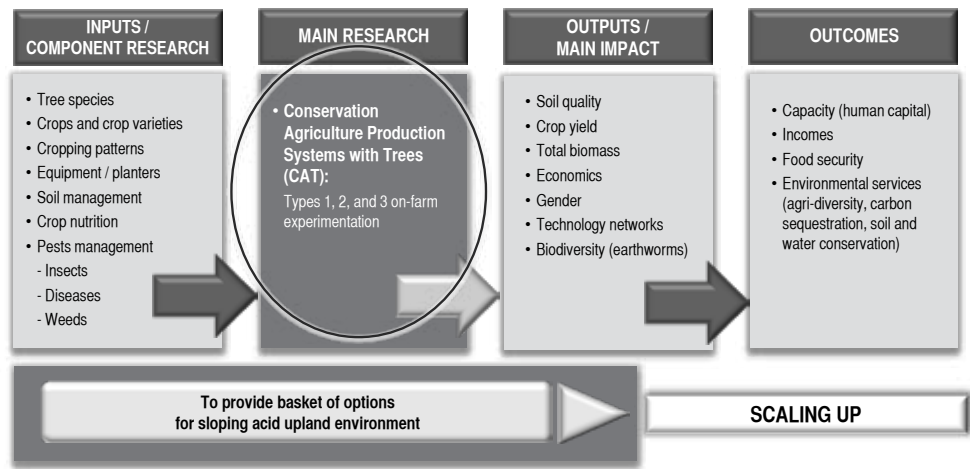 INPUTS /
COMPONENT RESEARCH
• Tree species
• Crops and crop varieties
• Cropping patterns
• Equipment / planters
• Soil management
• Crop nutrition
• Pests management
- Insects
- Diseases
- Weeds
MAIN RESEARCH
• Conservation
Agriculture Production
Systems with Trees
(CAT):
Types 1, 2, and 3 on-farm
experimentation
OUTPUTS /
MAIN IMPACT
• Soil quality
• Crop yield
• Total biomass
• Economics
• Gender
• Technology networks
• Biodiversity (earthworms)
OUTCOMES
• Capacity (human capital)
• Incomes
• Food security
• Environmental services
(agri-diversity, carbon
sequestration, soil and
water conservation)
To provide basket of options
for sloping acid upland environment
SCALING UP